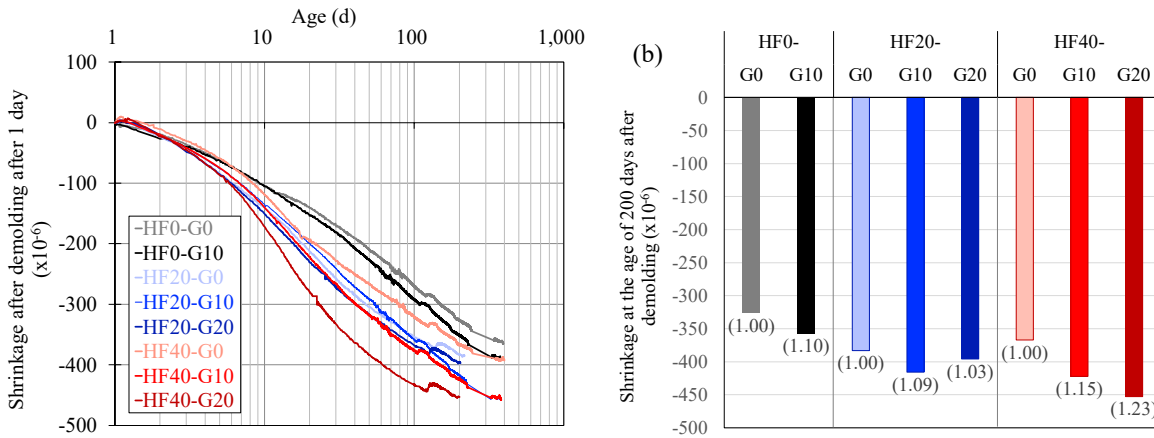 Age (d)
1
10
100
1,000
100
0
-100
-200
-300
-400
-500
Shrinkage after demolding after 1 day
(x10⁻⁶)
HF0-G0
HF0-G10
HF20-G0
HF20-G10
HF20-G20
HF40-G0
HF40-G10
HF40-G20
(b)
HF0-
HF20-
HF40-
G0
G10
G0
G10
G20
G0
G10
G20
0
-50
-100
-150
-200
-250
-300
-350
-400
-450
-500
Shrinkage at the age of 200 days after
demolding (x10⁻⁶)
(1.00)
(1.10)
(1.00)
(1.09)
(1.03)
(1.00)
(1.15)
(1.23)